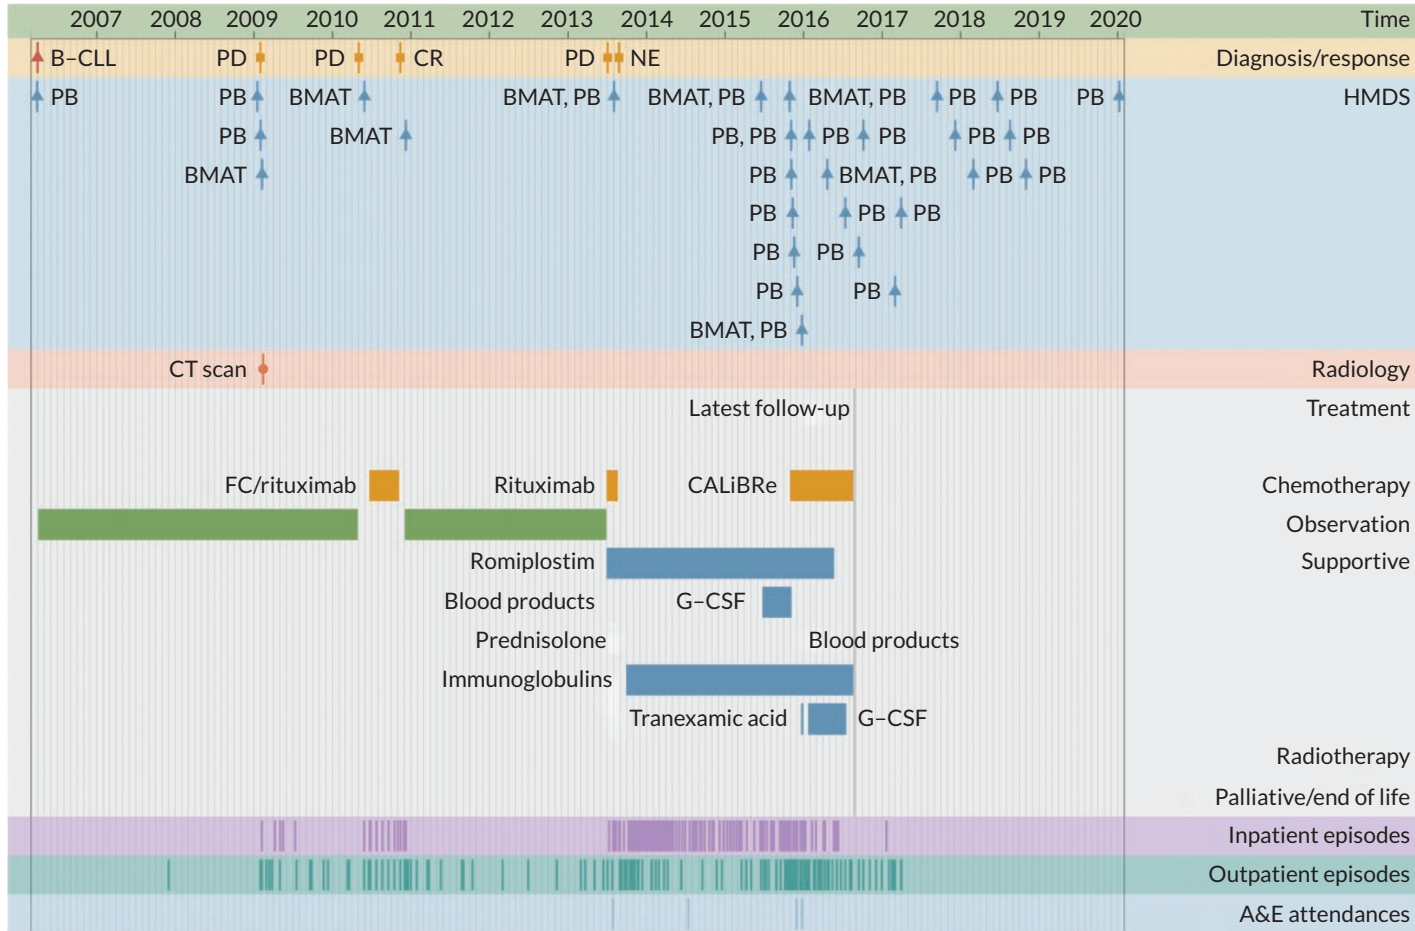 2007 2008 2009 2010 2011 2012 2013 2014 2015 2016 2017 2018 2019 2020 Time
B–CLL PD PD CR PD NE Diagnosis/response
PB PB BMAT BMAT, PB BMAT, PB BMAT, PB PB PB PB HMDS
PB BMAT PB, PB PB PB PB PB
BMAT PB BMAT, PB PB PB
PB PB PB
PB PB
PB PB
BMAT, PB
CT scan Radiology
Latest follow-up Treatment
FC/rituximab Rituximab CALiBRe Chemotherapy
Observation
Romiplostim Supportive
Blood products G–CSF
Prednisolone Blood products
Immunoglobulins
Tranexamic acid G–CSF
Radiotherapy
Palliative/end of life
Inpatient episodes
Outpatient episodes
A&E attendances